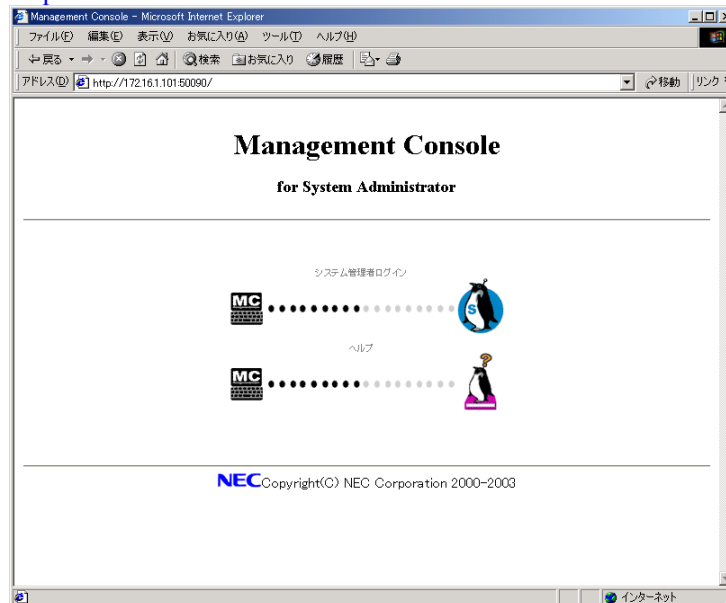 Management Console - Microsoft Internet Explorer
ファイル(F) 編集(E) 表示(V) お気に入り(A) ツール(T) ヘルプ(H)
戻る 検索 お気に入り 履歴
アドレス(D) http://172.16.1.101:50090/ 移動 リンク
Management Console
for System Administrator
システム管理者ログイン
MC S
ヘルプ
MC ?
NEC Copyright(C) NEC Corporation 2000-2003
インターネット